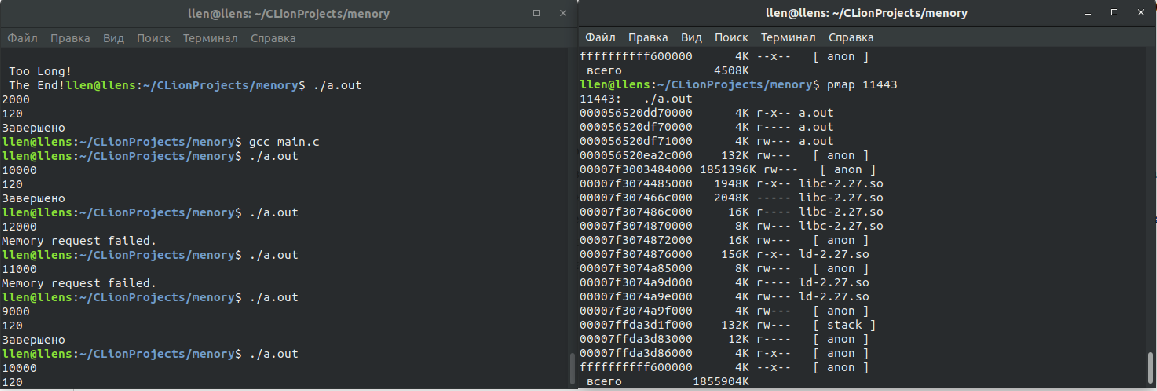 llen@llens: ~/CLionProjects/menory
Файл Правка Вид Поиск Терминал Справка
Too Long!
The End!llen@llens:~/CLionProjects/menory$ ./a.out
2000
120
Завершено
llen@llens:~/CLionProjects/menory$ gcc main.c
llen@llens:~/CLionProjects/menory$ ./a.out
10000
120
Завершено
llen@llens:~/CLionProjects/menory$ ./a.out
12000
Memory request failed.
llen@llens:~/CLionProjects/menory$ ./a.out
11000
Memory request failed.
llen@llens:~/CLionProjects/menory$ ./a.out
9000
120
Завершено
llen@llens:~/CLionProjects/menory$ ./a.out
10000
120
llen@llens: ~/CLionProjects/menory
Файл Правка Вид Поиск Терминал Справка
ffffffffff600000 4K --x-- [ anon ]
всего 4508K
llen@llens:~/CLionProjects/menory$ pmap 11443
11443: ./a.out
000056520dd70000 4K r-x-- a.out
000056520df70000 4K r---- a.out
000056520df71000 4K rw--- a.out
000056520ea2c000 132K rw--- [ anon ]
00007f3003484000 1851396K rw--- [ anon ]
00007f3074485000 1948K r-x-- libc-2.27.so
00007f307466c000 2048K ----- libc-2.27.so
00007f307486c000 16K r---- libc-2.27.so
00007f3074870000 8K rw--- libc-2.27.so
00007f3074872000 16K rw--- [ anon ]
00007f3074876000 156K r-x-- ld-2.27.so
00007f3074a85000 8K rw--- [ anon ]
00007f3074a9d000 4K r---- ld-2.27.so
00007f3074a9e000 4K rw--- ld-2.27.so
00007f3074a9f000 4K rw--- [ anon ]
00007ffda3d1f000 132K rw--- [ stack ]
00007ffda3d83000 12K r---- [ anon ]
00007ffda3d86000 4K r-x-- [ anon ]
ffffffffff600000 4K --x-- [ anon ]
всего 1855904K